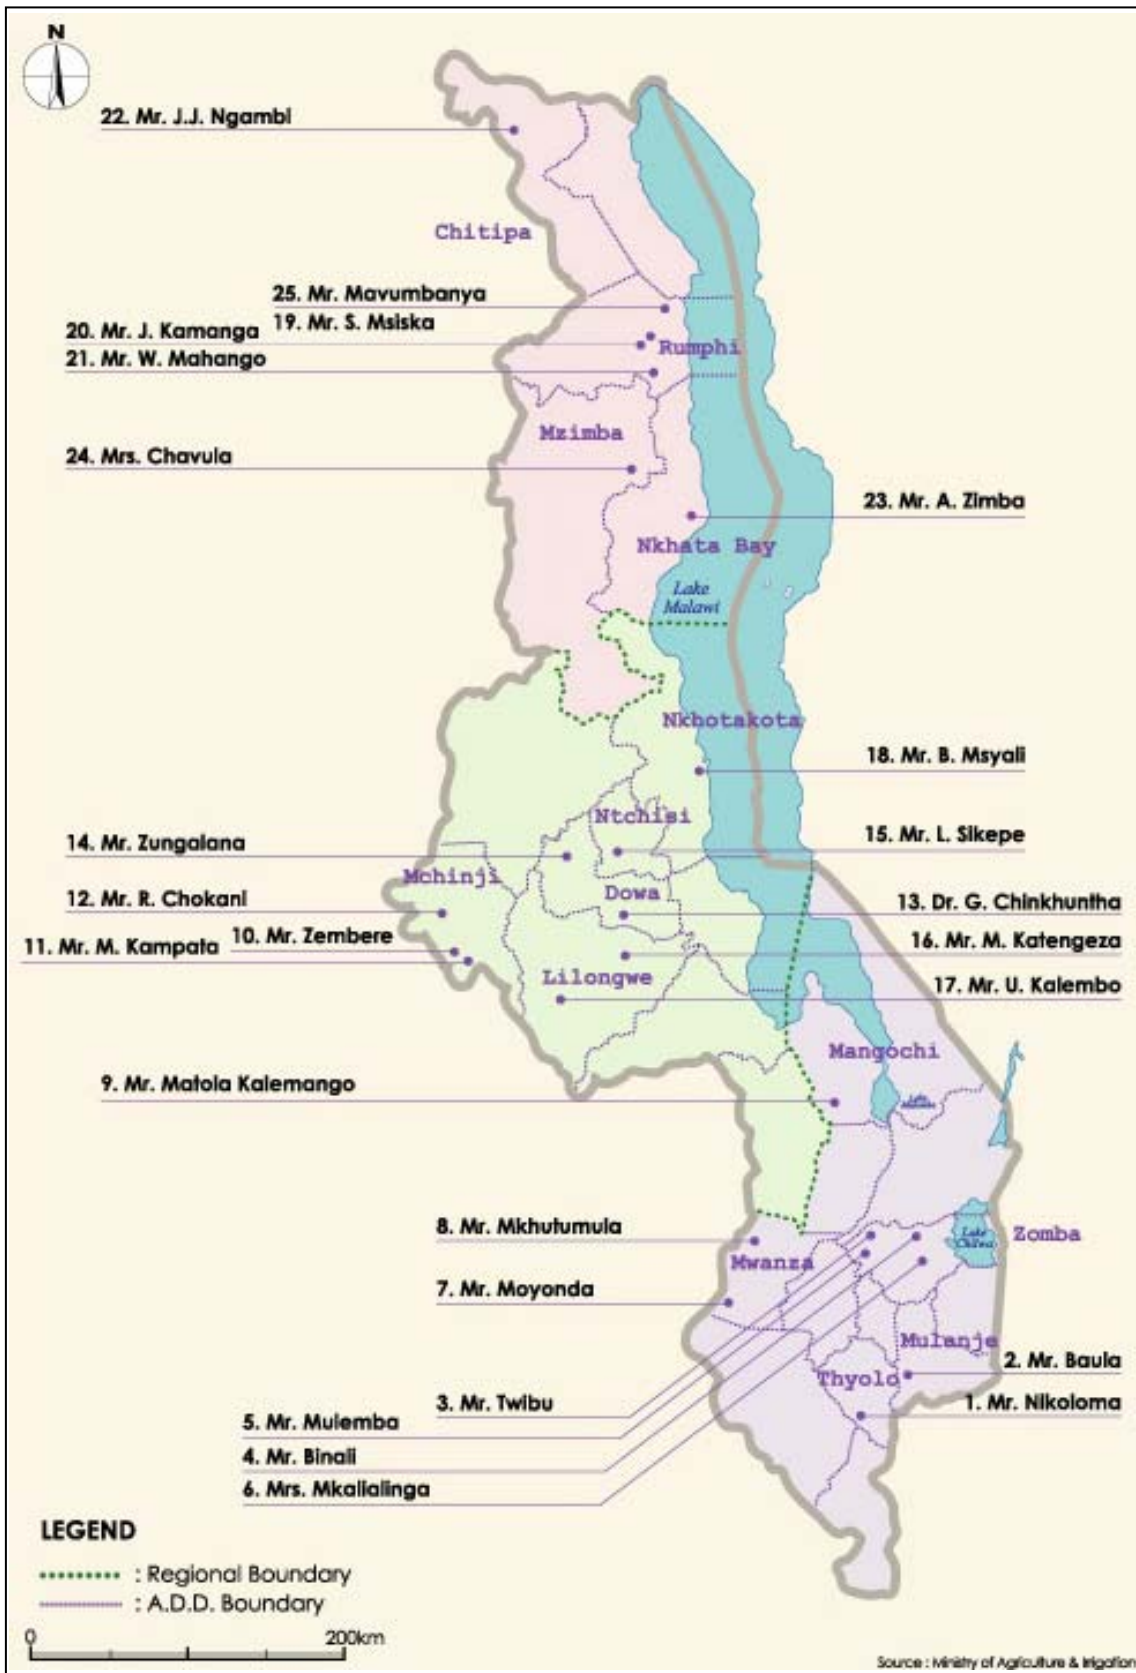 N
22. Mr. J.J. Ngambi
Chitipa
25. Mr. Mavumbanya
19. Mr. S. Msiska
20. Mr. J. Kamanga
Rumphi
21. Mr. W. Mahango
Mzimba
24. Mrs. Chavula
23. Mr. A. Zimba
Nkhata Bay
Lake
Malawi
Nkhotakota
18. Mr. B. Msyali
Ntchisi
14. Mr. Zungalana
15. Mr. L. Sikepe
Mchinji
12. Mr. R. Chokani
Dowa
13. Dr. G. Chinkhuntha
11. Mr. M. Kampata
10. Mr. Zembere
16. Mr. M. Katengeza
Lilongwe
17. Mr. U. Kalembo
Mangochi
9. Mr. Matola Kalemango
Lake
8. Mr. Mkhutumula
Lake
Chilwa
Zomba
Mwanza
7. Mr. Moyonda
Mulanje
2. Mr. Baula
Thyolo
3. Mr. Twibu
1. Mr. Nikoloma
5. Mr. Mulemba
4. Mr. Binali
6. Mrs. Mkalialinga
LEGEND
: Regional Boundary
: A.D.D. Boundary
0 200km
Source : Ministry of Agriculture & Irrigation